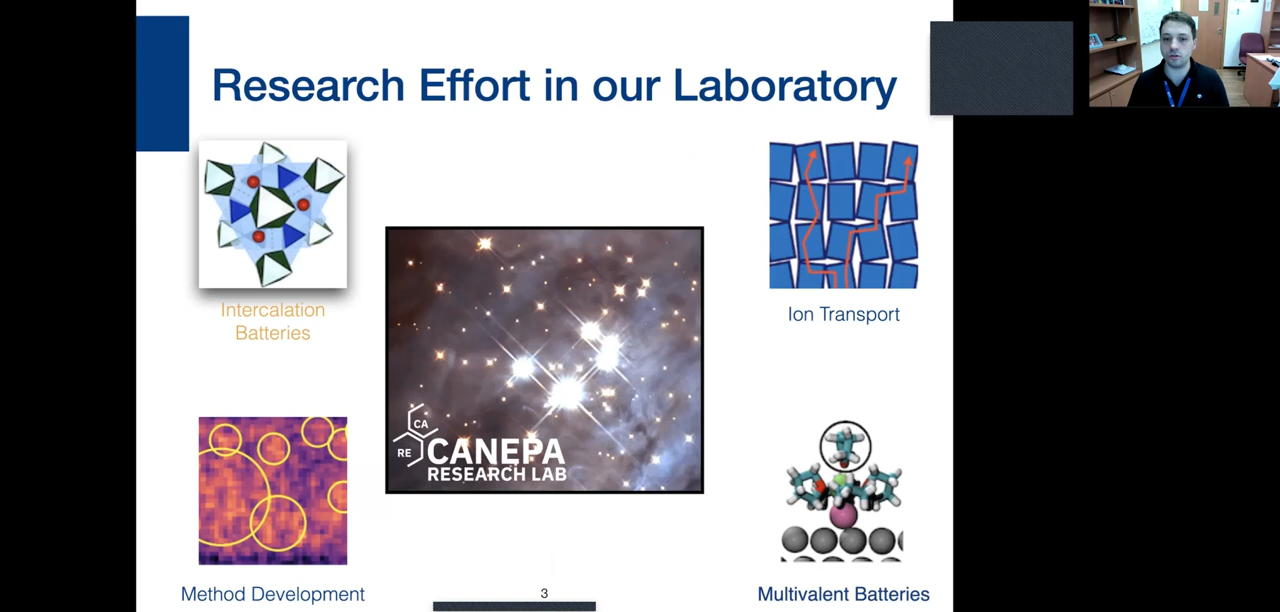 Research Effort in our Laboratory
Intercalation
Batteries
Ion Transport
CA
RE
CANEPA
RESEARCH LAB
Method Development
Multivalent Batteries
3